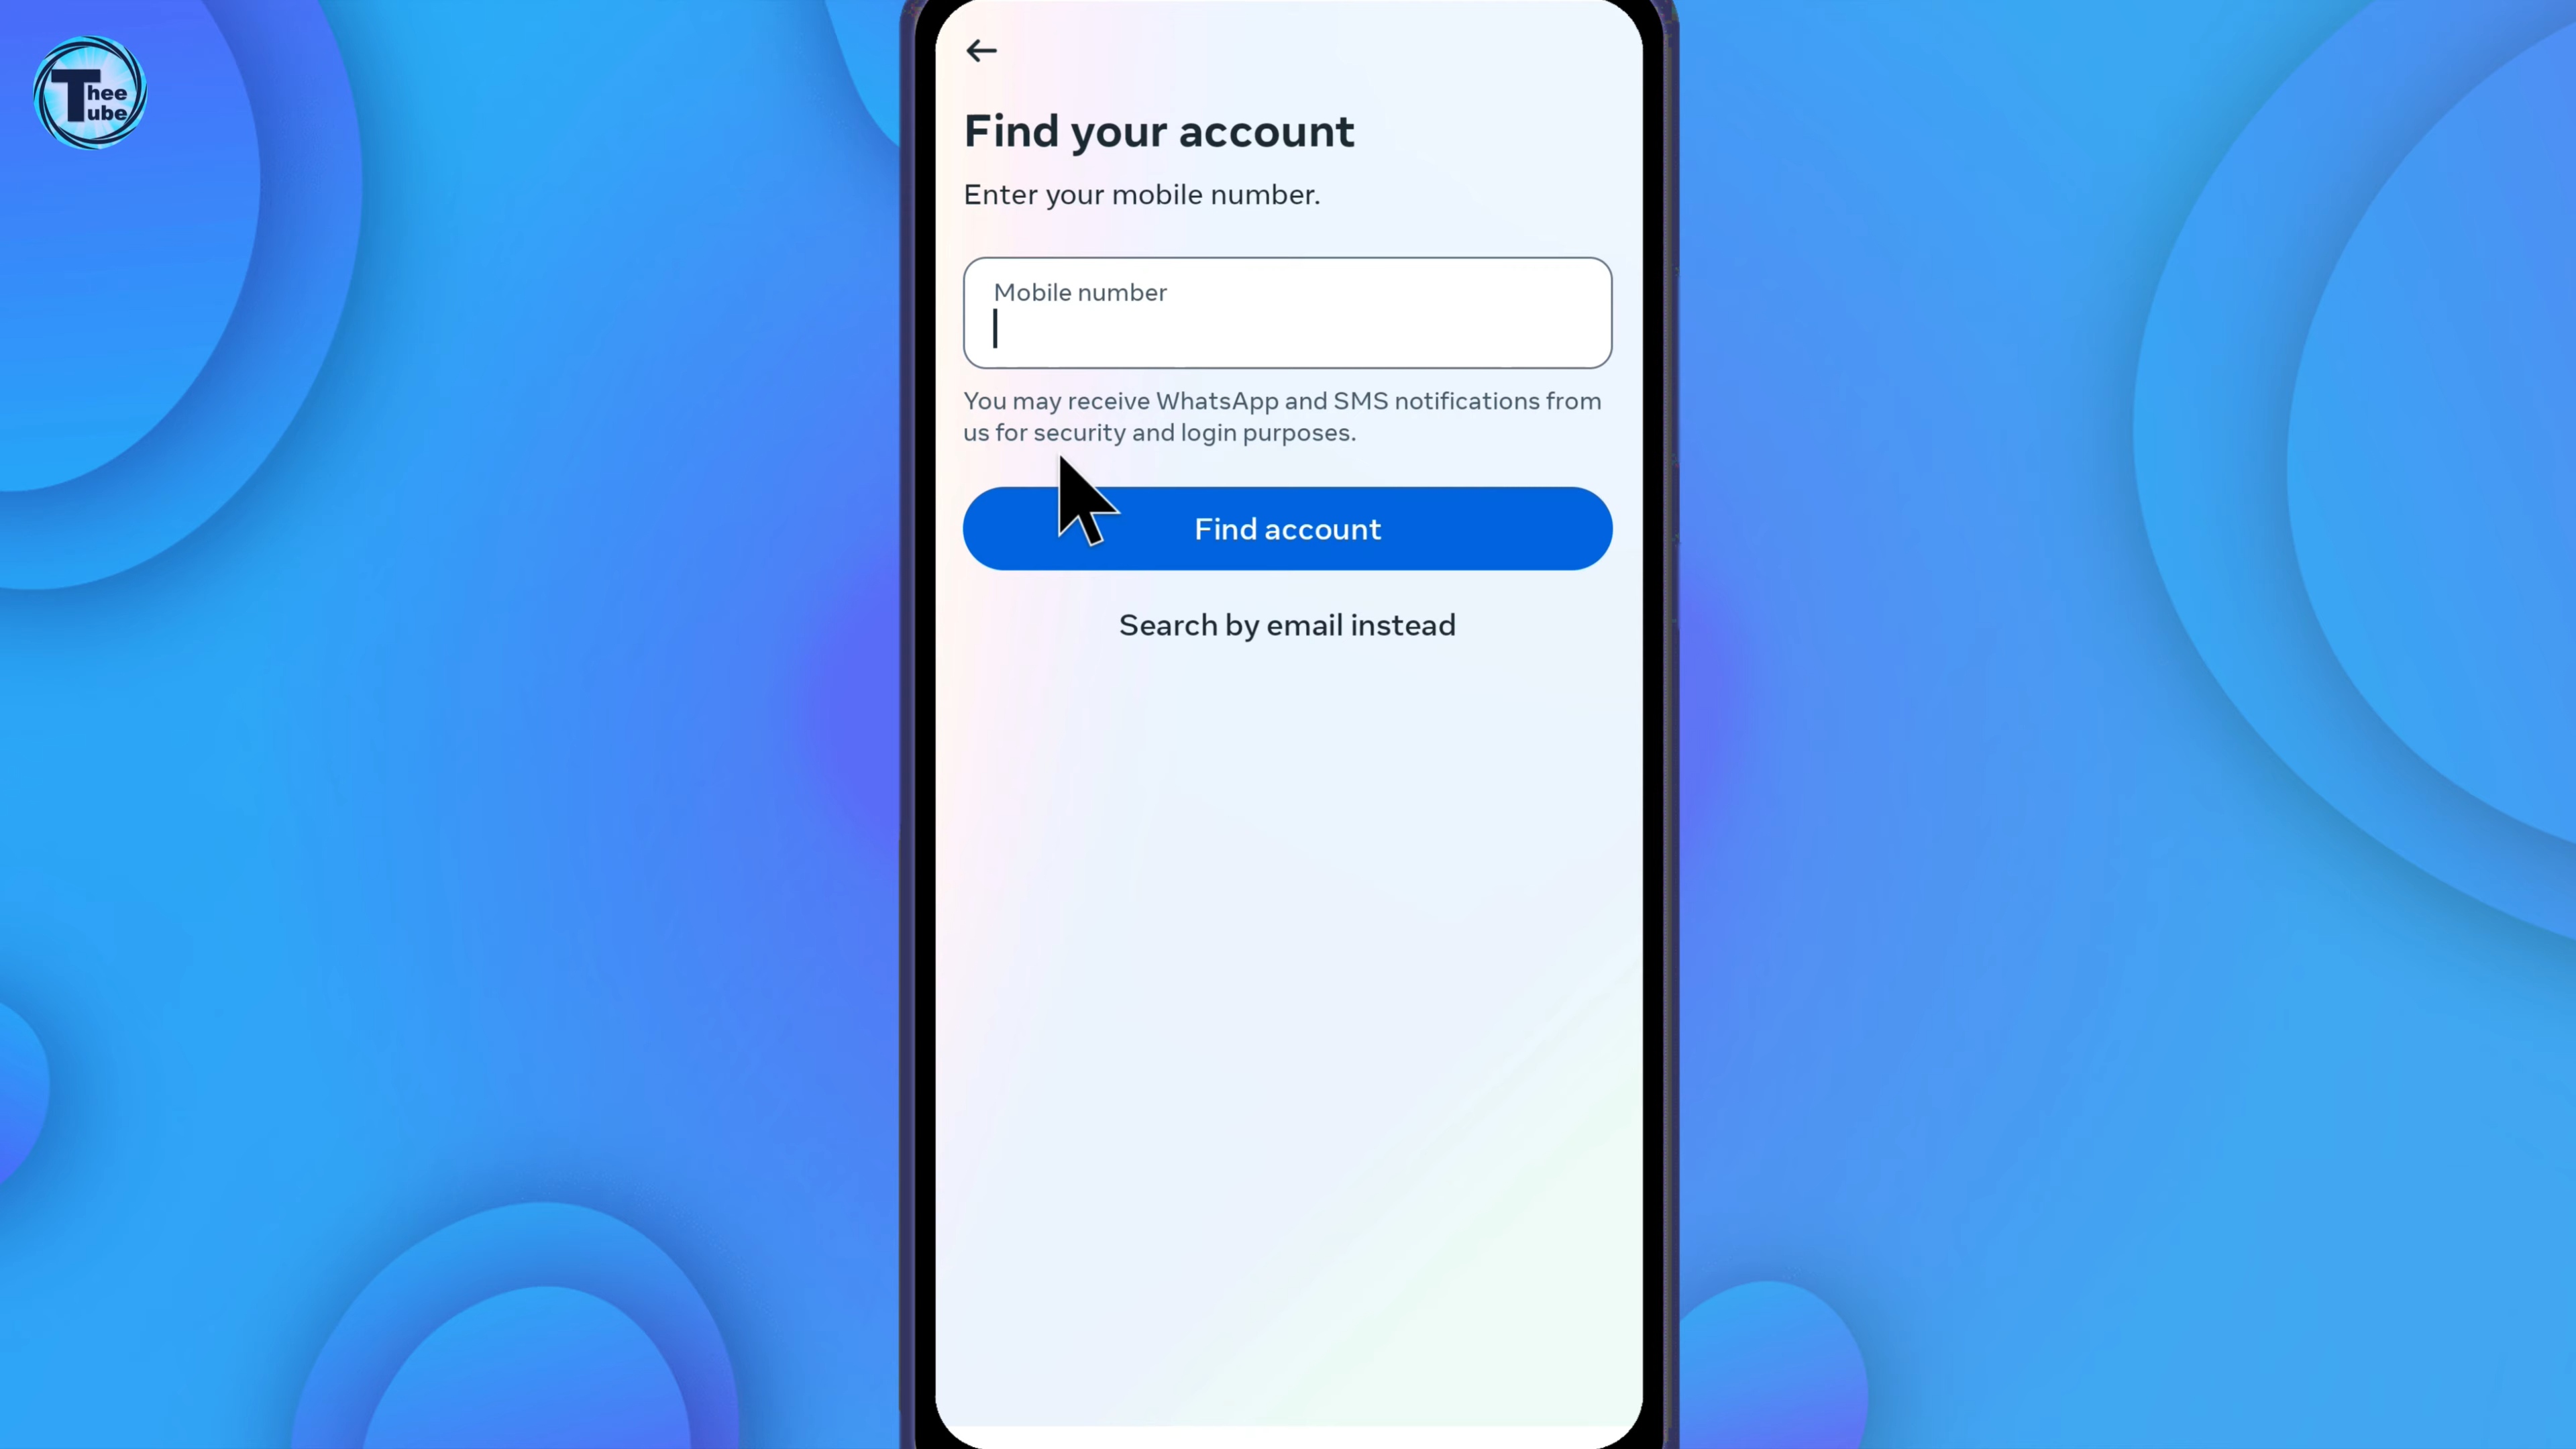 Thee
Tube
Find your account
Enter your mobile number.
Mobile number
You may receive WhatsApp and SMS notifications from
us for security and login purposes.
Find account
Search by email instead